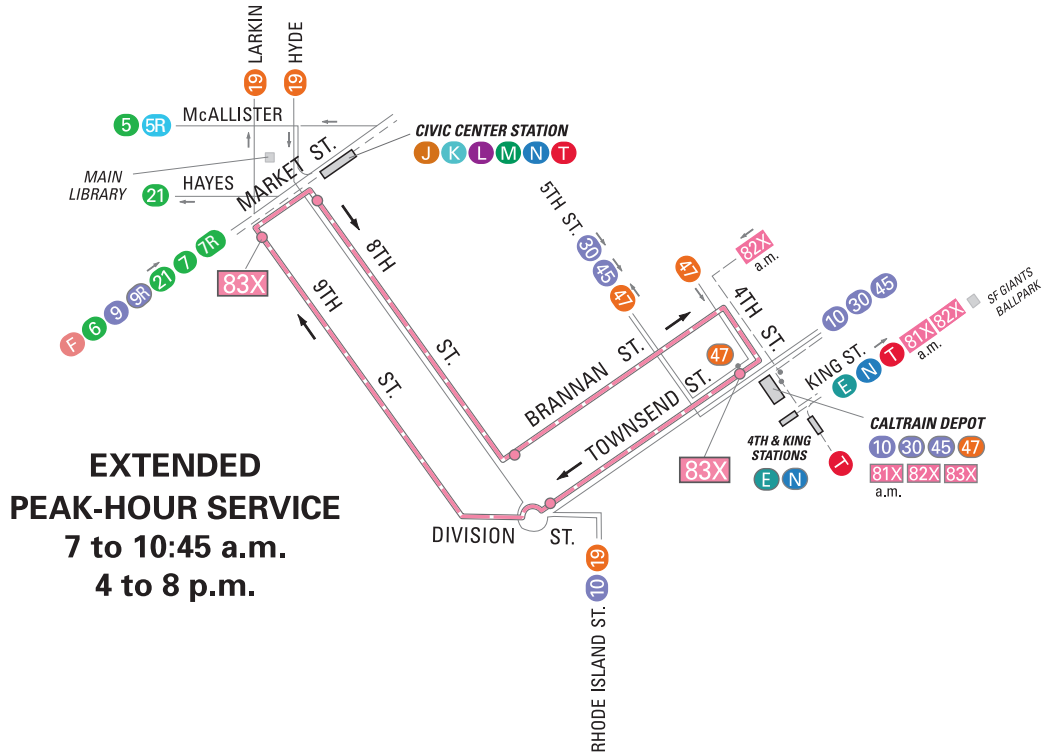 LARKIN
HYDE
19
19
5 5R
McALLISTER
CIVIC CENTER STATION
J K L M N T
MAIN
LIBRARY
21
HAYES
MARKET ST.
F 6 9 9R 21 7 7R
83X
8TH
ST.
9TH
ST.
5TH ST.
30 45 47
47
82X
a.m.
4TH
ST.
10 30 45
SF GIANTS
BALLPARK
KING ST.
E N T 81X 82X
a.m.
BRANNAN ST.
47
TOWNSEND ST.
83X
4TH & KING
STATIONS
E N
T
CALTRAIN DEPOT
10 30 45 47
81X 82X 83X
a.m.
DIVISION ST.
RHODE ISLAND ST. 10 19
EXTENDED
PEAK-HOUR SERVICE
7 to 10:45 a.m.
4 to 8 p.m.